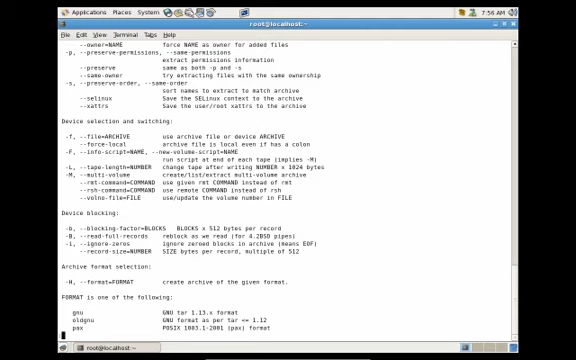 Applications Places System 7:56 AM
root@localhost:~
File Edit View Terminal Tabs Help
--owner=NAME force NAME as owner for added files
-p, --preserve-permissions, --same-permissions
extract permissions information
--preserve same as both -p and -s
--same-owner try extracting files with the same ownership
-s, --preserve-order, --same-order
sort names to extract to match archive
--selinux Save the SELinux context to the archive
--xattrs Save the user/root xattrs to the archive
Device selection and switching:
-f, --file=ARCHIVE use archive file or device ARCHIVE
--force-local archive file is local even if has a colon
-F, --info-script=NAME, --new-volume-script=NAME
run script at end of each tape (implies -M)
-L, --tape-length=NUMBER change tape after writing NUMBER x 1024 bytes
-M, --multi-volume create/list/extract multi-volume archive
--rmt-command=COMMAND use given rmt COMMAND instead of rmt
--rsh-command=COMMAND use remote COMMAND instead of rsh
--volno-file=FILE use/update the volume number in FILE
Device blocking:
-b, --blocking-factor=BLOCKS BLOCKS x 512 bytes per record
-B, --read-full-records reblock as we read (for 4.2BSD pipes)
-i, --ignore-zeros ignore zeroed blocks in archive (means EOF)
--record-size=NUMBER SIZE bytes per record, multiple of 512
Archive format selection:
-H, --format=FORMAT create archive of the given format.
FORMAT is one of the following:
gnu GNU tar 1.13.x format
oldgnu GNU format as per tar <= 1.12
pax POSIX 1003.1-2001 (pax) format
root@localhost:~